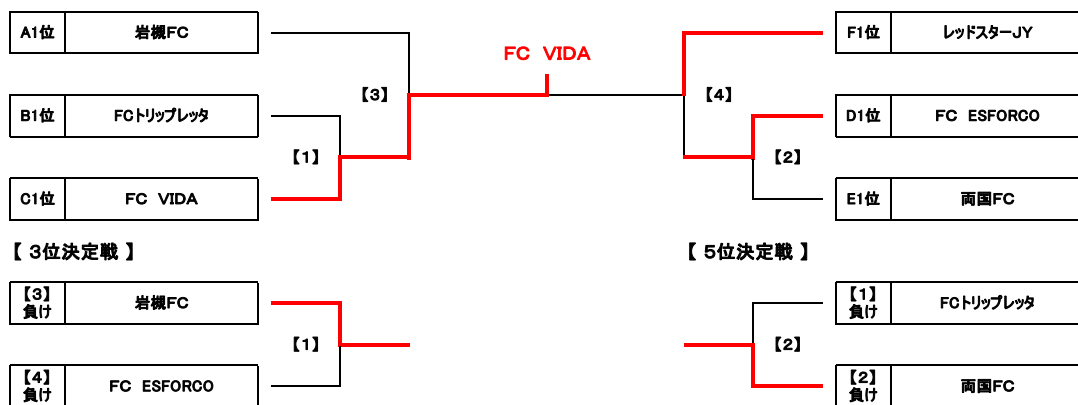 A1位 岩槻FC
FC VIDA
F1位 レッドスターJY
【3】
【4】
B1位 FCトリップレッタ
D1位 FC ESFORCO
【1】
【2】
C1位 FC VIDA
E1位 両国FC
【 3位決定戦 】
【3】
負け 岩槻FC
【1】
【4】
負け FC ESFORCO
【 5位決定戦 】
【1】
負け FCトリップレッタ
【2】
【2】
負け 両国FC